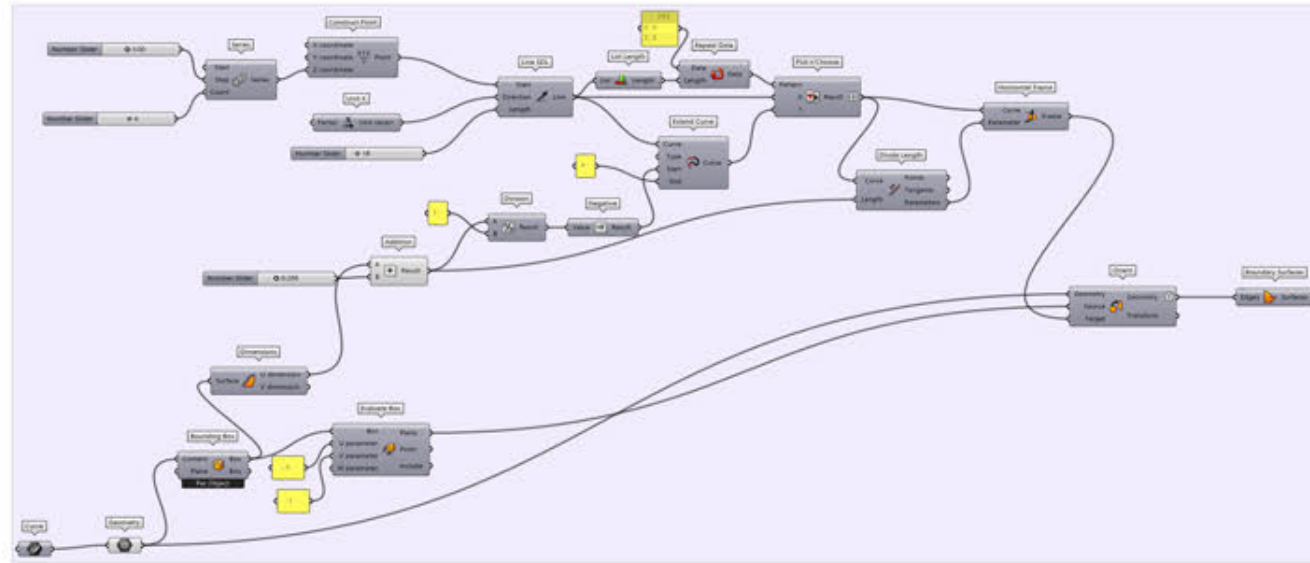 Construct Point
Series
Number Slider
X coordinate
Y coordinate
Z coordinate
Point
Start
Step
Count
Series
Number Slider
Unit X
Factor
Unit vector
Number Slider
Line SDL
Start
Direction
Length
Line
List Length
List
Length
Repeat Data
Data
Length
Data
Pick'n'Choose
Pattern
0
1
Result
Horizontal Frame
Curve
Parameter
Frame
Extend Curve
Curve
Type
Start
End
Curve
Divide Length
Curve
Length
Points
Tangents
Parameters
Division
A
B
Result
Negative
Value
Result
Addition
A
B
Result
Number Slider
0.200
Orient
Geometry
Source
Target
Geometry
Transform
Boundary Surfaces
Edges
Surfaces
Dimensions
Surface
U dimension
V dimension
Evaluate Box
Box
U parameter
V parameter
W parameter
Plane
Point
Include
Bounding Box
Content
Plane
Box
Box
Per Object
Curve
Geometry